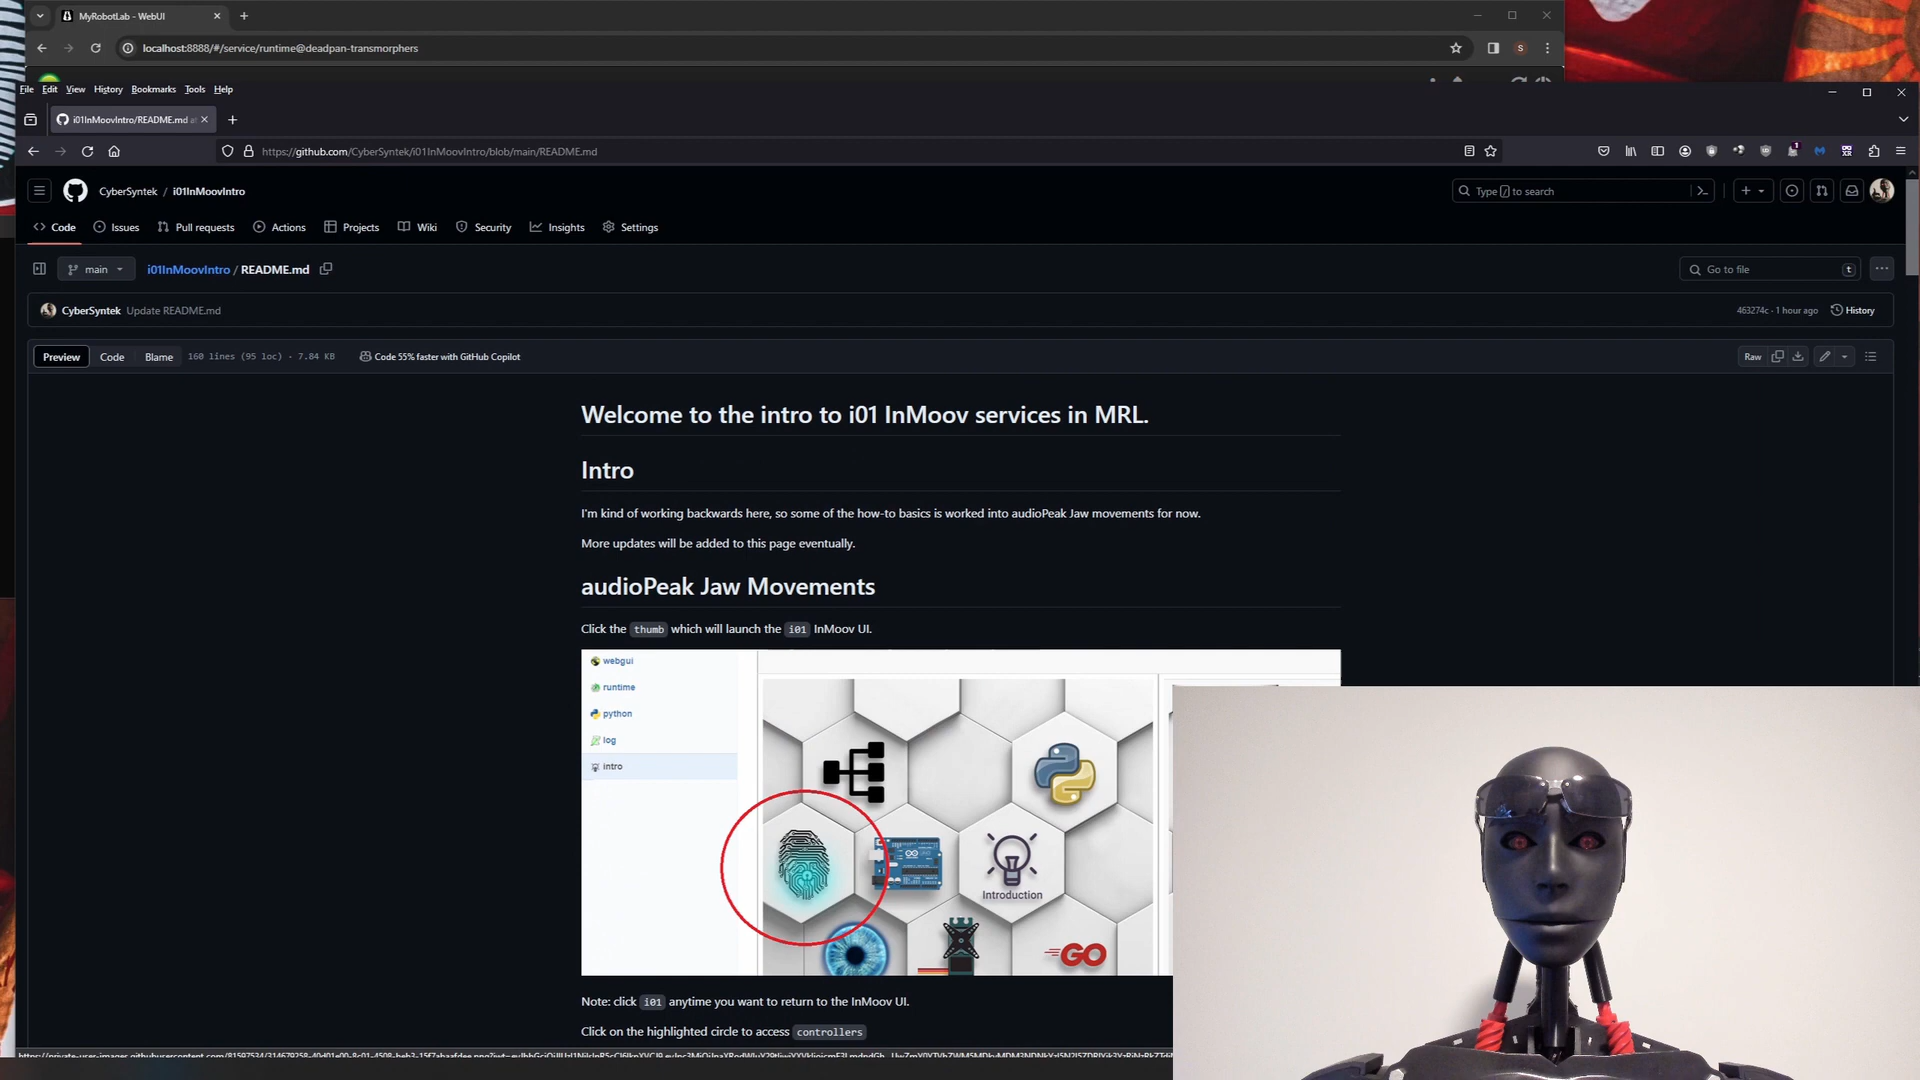 MyRobotLab - WebUI
localhost:8888/#/service/runtime@deadpan-transmorphers
S
File Edit View History Bookmarks Tools Help
i01InMoovIntro/README.md
https://github.com/CyberSyntek/i01InMoovIntro/blob/main/README.md
1
XR
CyberSyntek / i01InMoovIntro
Type / to search
Code Issues Pull requests Actions Projects Wiki Security Insights Settings
main i01InMoovIntro / README.md
Go to file t
CyberSyntek Update README.md
463274c · 1 hour ago History
Preview Code Blame 160 lines (95 loc) · 7.84 KB Code 55% faster with GitHub Copilot
Raw
Welcome to the intro to i01 InMoov services in MRL.
Intro
I'm kind of working backwards here, so some of the how-to basics is worked into audioPeak Jaw movements for now.
More updates will be added to this page eventually.
audioPeak Jaw Movements
Click the thumb which will launch the i01 InMoov UI.
webgui
runtime
python
log
intro
Introduction
GO
Note: click i01 anytime you want to return to the InMoov UI.
Click on the highlighted circle to access controllers